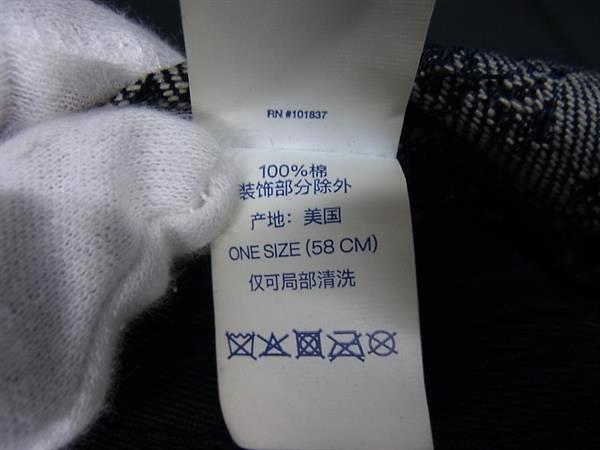 RN #101837
100%棉
装饰部分除外
产地: 美国
ONE SIZE (58 CM)
仅可局部清洗